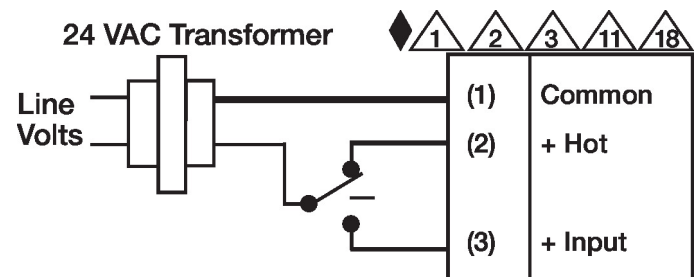 24 VAC Transformer
1 2 3 11 18
Line
Volts
(1) Common
(2) + Hot
(3) + Input